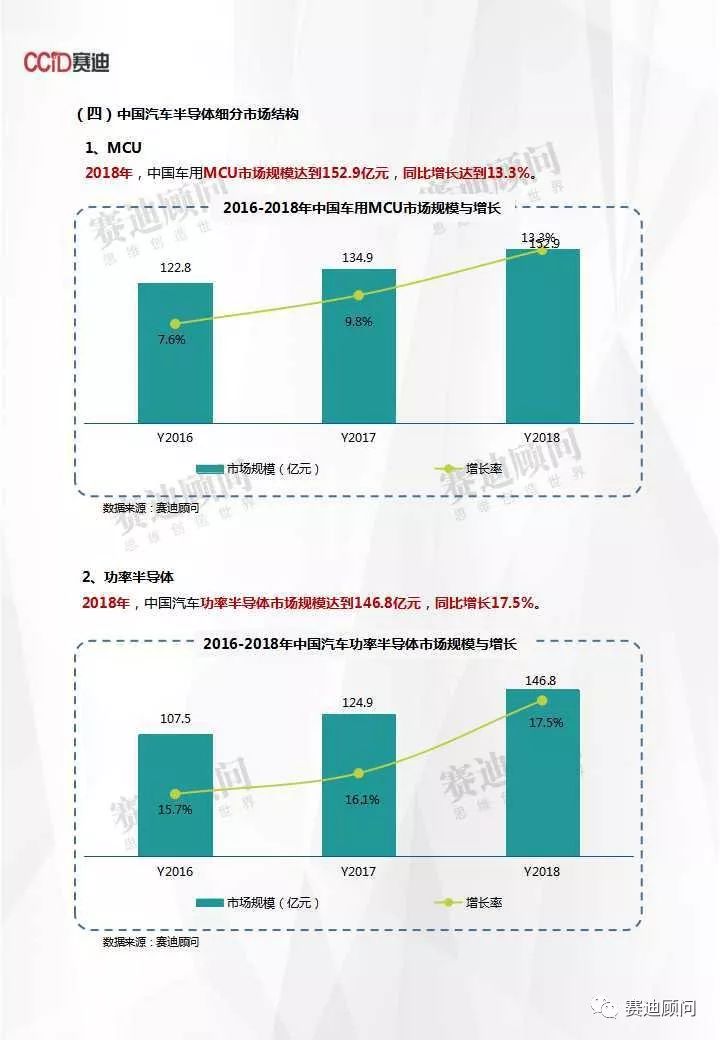 CCID赛迪
（四）中国汽车半导体细分市场结构
1、MCU
2018年，中国车用MCU市场规模达到152.9亿元，同比增长达到13.3%。
2016-2018年中国车用MCU市场规模与增长
122.8
134.9
13.3%
152.9
7.6%
9.8%
Y2016
Y2017
Y2018
市场规模（亿元）
增长率
数据来源：赛迪顾问
2、功率半导体
2018年，中国汽车功率半导体市场规模达到146.8亿元，同比增长17.5%。
2016-2018年中国汽车功率半导体市场规模与增长
107.5
124.9
146.8
15.7%
16.1%
17.5%
Y2016
Y2017
Y2018
市场规模（亿元）
增长率
数据来源：赛迪顾问
赛迪顾问
思维创造世界
赛迪顾问